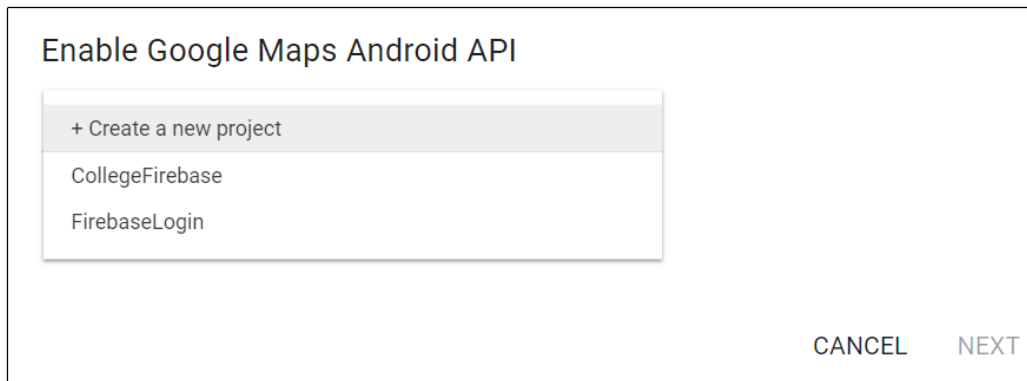 Enable Google Maps Android API
+ Create a new project
CollegeFirebase
FirebaseLogin
CANCEL NEXT